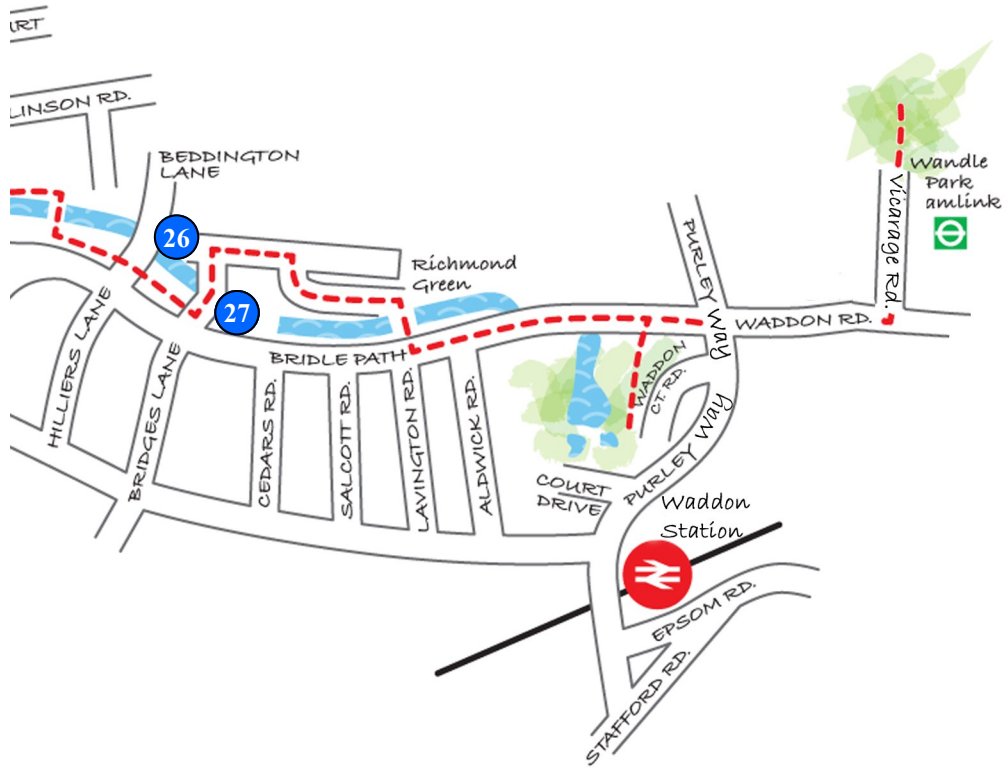 ART
LINSON RD.
BEDDINGTON
LANE
26
27
Richmond
Green
PURLEY WAY
Wandle
Park
amlink
Vicarage Rd.
WADDON RD.
BRIDLE PATH
WADDON
CT. RD.
HILLIERS LANE
BRIDGES LANE
CEDARS RD.
SALCOTT RD.
LAVINGTON RD.
ALDWICK RD.
COURT
DRIVE
PURLEY WAY
Waddon
Station
EPSOM RD.
STAFFORD RD.